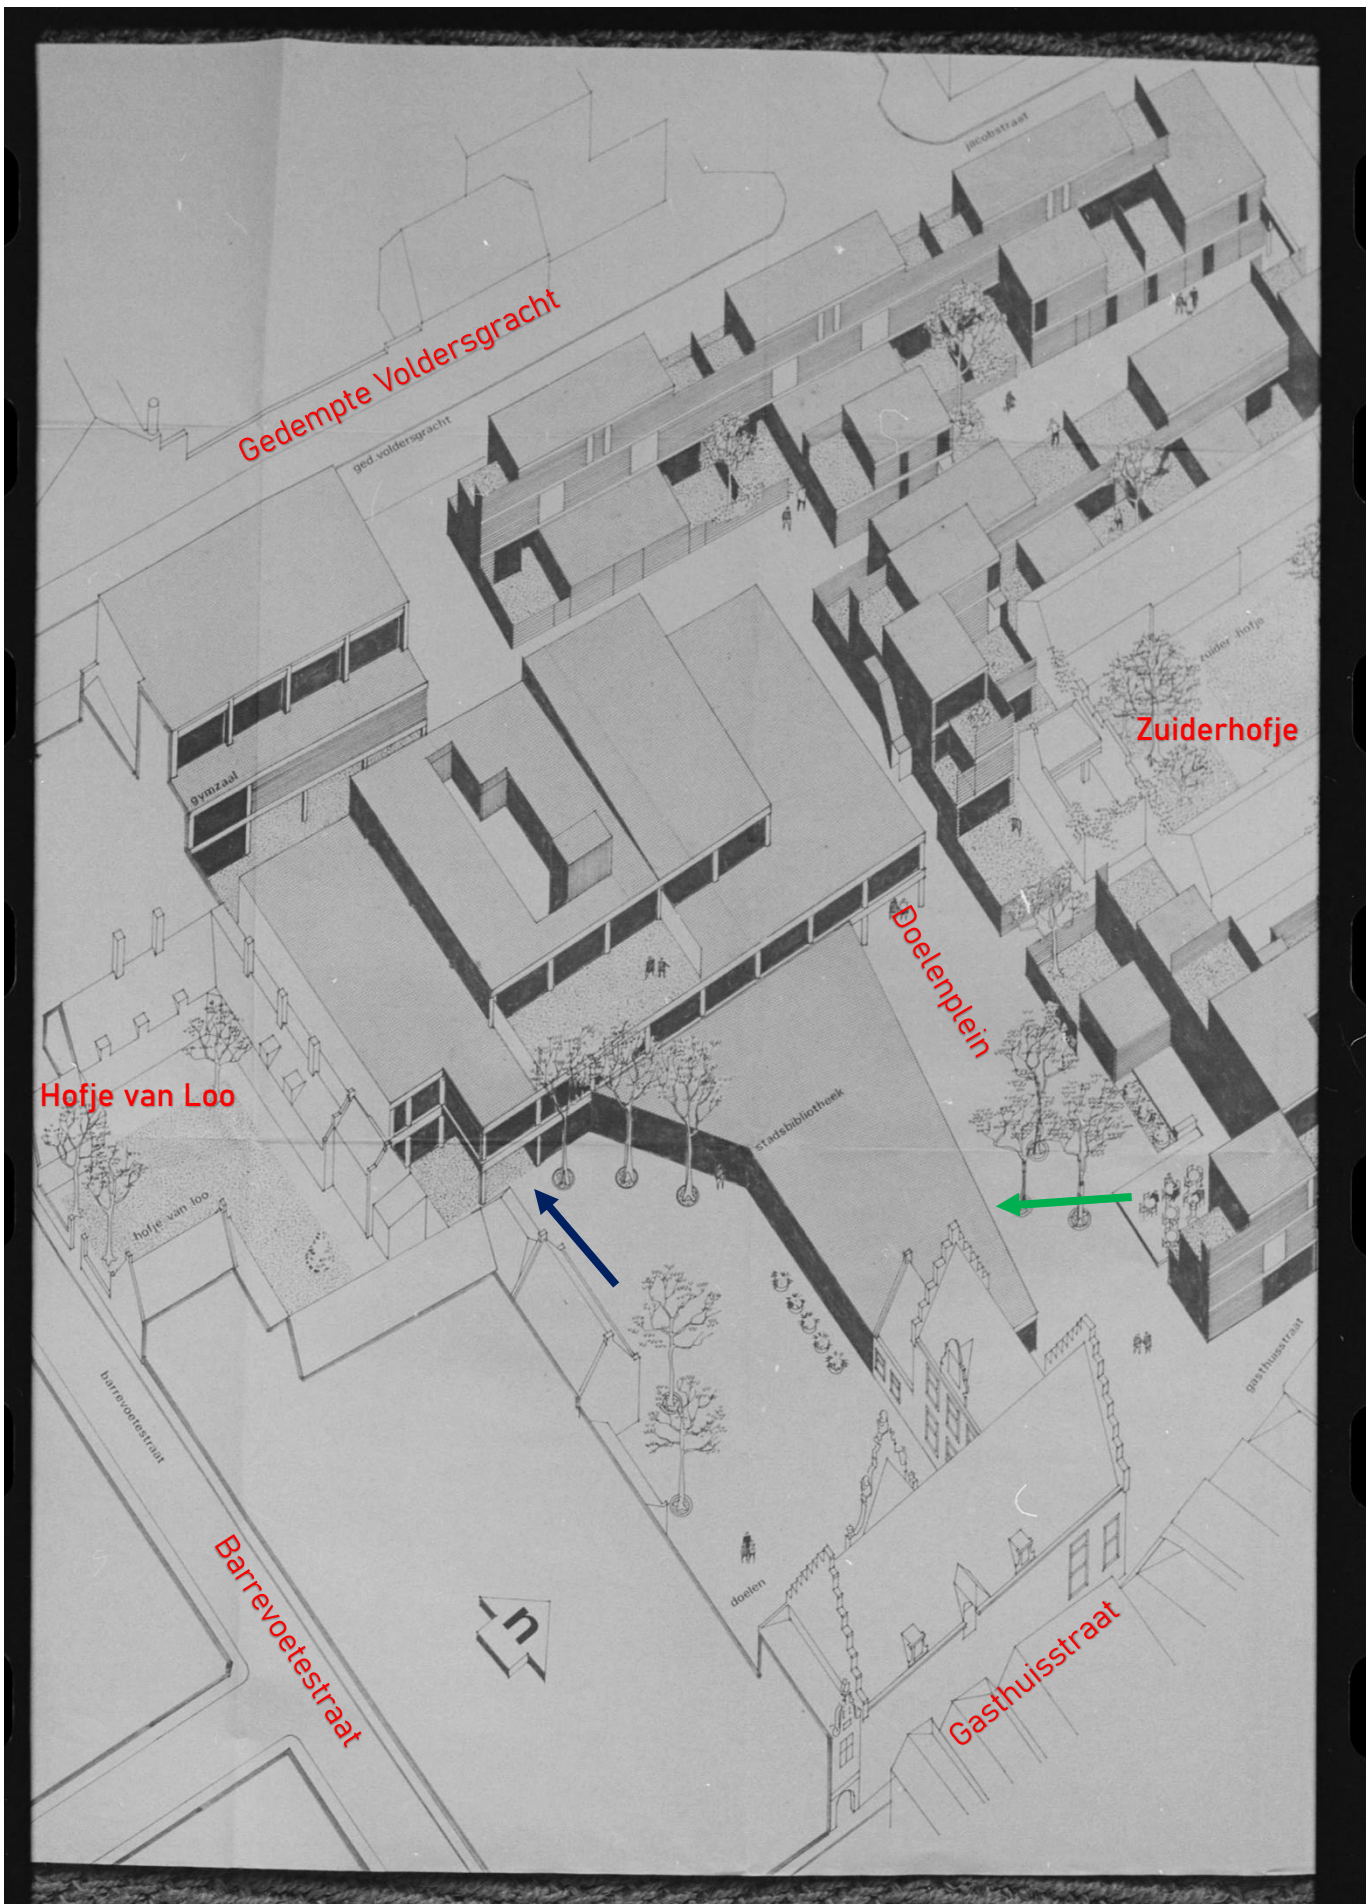 jacobstraat
Gedempte Voldersgracht
ged. voldersgracht
zuider hofje
Zuiderhofje
gymzaal
Doelenplein
Hofje van Loo
stadsbibliotheek
hofje van loo
barrevoetestraat
gasthuisstraat
Barrevoetestraat
doelen
n
Gasthuisstraat